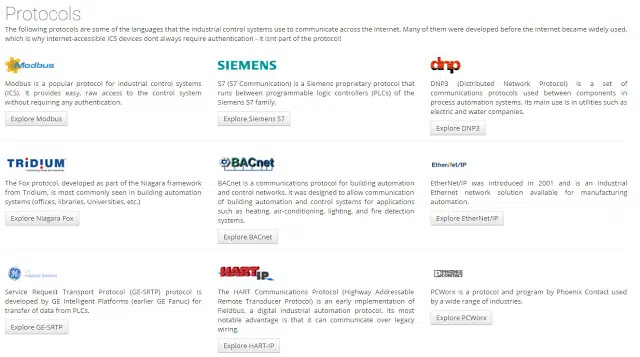 Protocols
The following protocols are some of the languages that the industrial control systems use to communicate across the Internet. Many of them were developed before the Internet became widely used,
which is why Internet-accessible ICS devices dont always require authentication - it isnt part of the protocol!
Modbus
Modbus is a popular protocol for industrial control systems
(ICS). It provides easy, raw access to the control system
without requiring any authentication.
Explore Modbus
SIEMENS
S7 (S7 Communication) is a Siemens proprietary protocol that
runs between programmable logic controllers (PLCs) of the
Siemens S7 family.
Explore Siemens S7
dnp
DNP3 (Distributed Network Protocol) is a set of
communications protocols used between components in
process automation systems. Its main use is in utilities such as
electric and water companies.
Explore DNP3
TRIDIUM
The Fox protocol, developed as part of the Niagara framework
from Tridium, is most commonly seen in building automation
systems (offices, libraries, Universities, etc.)
Explore Niagara Fox
BACnet
BACnet is a communications protocol for building automation
and control networks. It was designed to allow communication
of building automation and control systems for applications
such as heating, air-conditioning, lighting, and fire detection
systems.
Explore BACnet
EtherNet/IP
EtherNet/IP was introduced in 2001 and is an industrial
Ethernet network solution available for manufacturing
automation.
Explore EtherNet/IP
Service Request Transport Protocol (GE-SRTP) protocol is
developed by GE Intelligent Platforms (earlier GE Fanuc) for
transfer of data from PLCs.
Explore GE-SRTP
HART IP
The HART Communications Protocol (Highway Addressable
Remote Transducer Protocol) is an early implementation of
Fieldbus, a digital industrial automation protocol. Its most
notable advantage is that it can communicate over legacy
wiring.
Explore HART-IP
PHOENIX
CONTACT
PCWorx is a protocol and program by Phoenix Contact used
by a wide range of industries.
Explore PCWorx